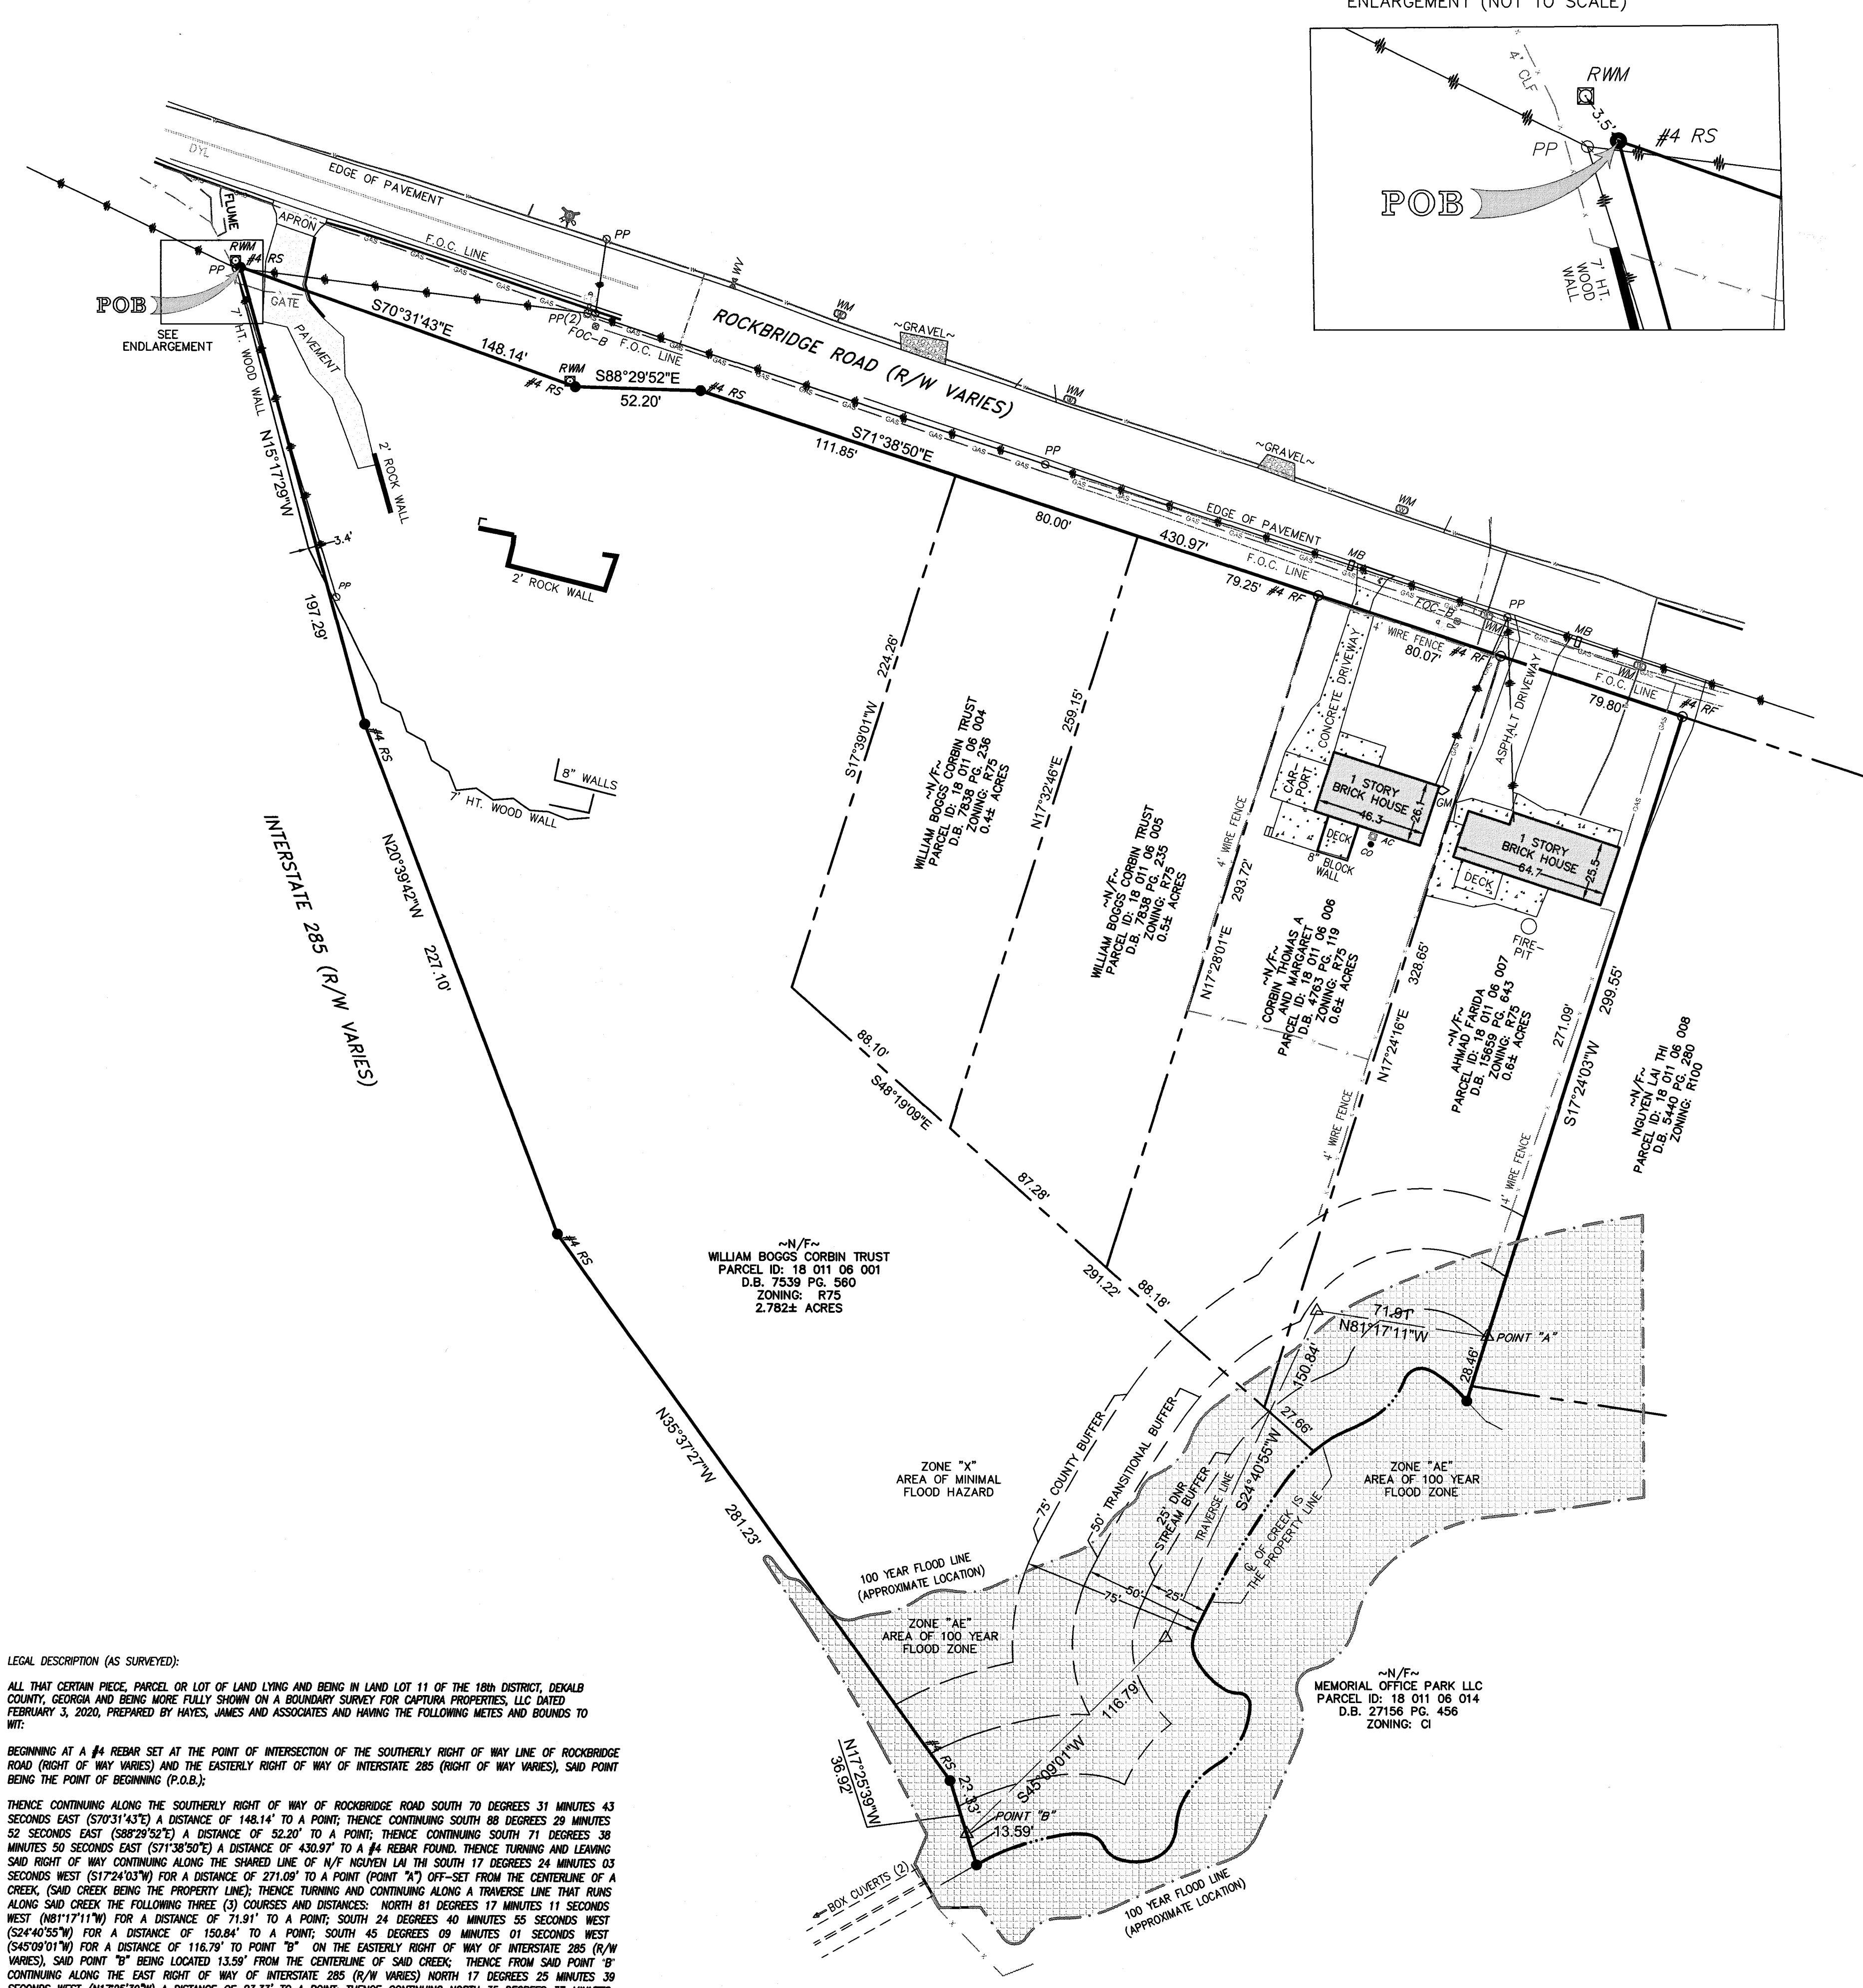 ENLARGEMENT (NOT TO SCALE)
4' CLF
RWM
3.5'
#4 RS
PP
POB
7' HT.
WOOD
WALL
DYL
EDGE OF PAVEMENT
FLUME
APRON
F.O.C. LINE
GAS
RWM
#4 RS
PP
POB
GATE
SEE
ENDLARGEMENT
PAVEMENT
7' HT. WOOD WALL
S70°31'43"E
148.14'
PP
PP(2)
FOC-B
F.O.C. LINE
WV
WM
~GRAVEL~
ROCKBRIDGE ROAD (R/W VARIES)
RWM
#4 RS
S88°29'52"E
52.20'
#4 RS
WM
S71°38'50"E
111.85'
PP
~GRAVEL~
WM
N15°17'29"W
2' ROCK WALL
3.4'
PP
197.29'
2' ROCK WALL
80.00'
430.97'
EDGE OF PAVEMENT
F.O.C. LINE
MB
79.25'
#4 RF
FOC-B
PP
WM
MB
4' WIRE FENCE
80.07'
#4 RF
WM
F.O.C. LINE
79.80'
#4 RF
#4 RS
8" WALLS
7' HT. WOOD WALL
INTERSTATE 285 (R/W VARIES)
N20°39'42"W
227.10'
S17°39'01"W
224.26'
~N/F~
WILLIAM BOGGS CORBIN TRUST
PARCEL ID: 18 011 06 004
D.B. 7838 PG. 236
ZONING: R75
0.4± ACRES
N17°32'46"E
259.15'
~N/F~
WILLIAM BOGGS CORBIN TRUST
PARCEL ID: 18 011 06 005
D.B. 7838 PG. 235
ZONING: R75
0.5± ACRES
4' WIRE FENCE
293.72'
N17°28'01"E
CONCRETE DRIVEWAY
CAR-
PORT
1 STORY
BRICK HOUSE
46.3
26.1
DECK
8" BLOCK
WALL
CO
AC
GM
~N/F~
CORBIN THOMAS A
AND MARGARET
PARCEL ID: 18 011 06 006
D.B. 4763 PG. 119
ZONING: R75
0.6± ACRES
328.65'
N17°24'16"E
4' WIRE FENCE
ASPHALT DRIVEWAY
1 STORY
BRICK HOUSE
64.7
25.5
DECK
FIRE-
PIT
~N/F~
AHMAD FARIDA
PARCEL ID: 18 011 06 007
D.B. 15659 PG. 643
ZONING: R75
0.6± ACRES
299.55'
271.09'
S17°24'03"W
4' WIRE FENCE
~N/F~
NGUYEN LAI THI
PARCEL ID: 18 011 06 008
D.B. 5440 PG. 280
ZONING: R100
88.10'
S48°19'09"E
87.28'
291.22'
88.18'
#4 RS
~N/F~
WILLIAM BOGGS CORBIN TRUST
PARCEL ID: 18 011 06 001
D.B. 7539 PG. 560
ZONING: R75
2.782± ACRES
71.91'
N81°17'11"W
POINT "A"
150.84'
28.46'
27.66'
S24°40'55"W
N35°37'27"W
281.23'
75' COUNTY BUFFER
50' TRANSITIONAL BUFFER
25' DNR
STREAM BUFFER
TRAVERSE LINE
ZONE "X"
AREA OF MINIMAL
FLOOD HAZARD
ZONE "AE"
AREA OF 100 YEAR
FLOOD ZONE
OF CREEK IS
THE PROPERTY LINE
100 YEAR FLOOD LINE
(APPROXIMATE LOCATION)
75'
50'
25'
ZONE "AE"
AREA OF 100 YEAR
FLOOD ZONE
~N/F~
MEMORIAL OFFICE PARK LLC
PARCEL ID: 18 011 06 014
D.B. 27156 PG. 456
ZONING: CI
116.79'
S45°09'01"W
#4 RS
N17°25'39"W
36.92'
23.33'
POINT "B"
13.59'
BOX CUVERTS (2)
100 YEAR FLOOD LINE
(APPROXIMATE LOCATION)
LEGAL DESCRIPTION (AS SURVEYED):
ALL THAT CERTAIN PIECE, PARCEL OR LOT OF LAND LYING AND BEING IN LAND LOT 11 OF THE 18th DISTRICT, DEKALB
COUNTY, GEORGIA AND BEING MORE FULLY SHOWN ON A BOUNDARY SURVEY FOR CAPTURA PROPERTIES, LLC DATED
FEBRUARY 3, 2020, PREPARED BY HAYES, JAMES AND ASSOCIATES AND HAVING THE FOLLOWING METES AND BOUNDS TO
WIT:
BEGINNING AT A #4 REBAR SET AT THE POINT OF INTERSECTION OF THE SOUTHERLY RIGHT OF WAY LINE OF ROCKBRIDGE
ROAD (RIGHT OF WAY VARIES) AND THE EASTERLY RIGHT OF WAY OF INTERSTATE 285 (RIGHT OF WAY VARIES), SAID POINT
BEING THE POINT OF BEGINNING (P.O.B.);
THENCE CONTINUING ALONG THE SOUTHERLY RIGHT OF WAY OF ROCKBRIDGE ROAD SOUTH 70 DEGREES 31 MINUTES 43
SECONDS EAST (S70°31'43"E) A DISTANCE OF 148.14' TO A POINT; THENCE CONTINUING SOUTH 88 DEGREES 29 MINUTES
52 SECONDS EAST (S88°29'52"E) A DISTANCE OF 52.20' TO A POINT; THENCE CONTINUING SOUTH 71 DEGREES 38
MINUTES 50 SECONDS EAST (S71°38'50"E) A DISTANCE OF 430.97' TO A #4 REBAR FOUND. THENCE TURNING AND LEAVING
SAID RIGHT OF WAY CONTINUING ALONG THE SHARED LINE OF N/F NGUYEN LAI THI SOUTH 17 DEGREES 24 MINUTES 03
SECONDS WEST (S17°24'03"W) FOR A DISTANCE OF 271.09' TO A POINT (POINT "A") OFF-SET FROM THE CENTERLINE OF A
CREEK, (SAID CREEK BEING THE PROPERTY LINE); THENCE TURNING AND CONTINUING ALONG A TRAVERSE LINE THAT RUNS
ALONG SAID CREEK THE FOLLOWING THREE (3) COURSES AND DISTANCES: NORTH 81 DEGREES 17 MINUTES 11 SECONDS
WEST (N81°17'11"W) FOR A DISTANCE OF 71.91' TO A POINT; SOUTH 24 DEGREES 40 MINUTES 55 SECONDS WEST
(S24°40'55"W) FOR A DISTANCE OF 150.84' TO A POINT; SOUTH 45 DEGREES 09 MINUTES 01 SECONDS WEST
(S45°09'01"W) FOR A DISTANCE OF 116.79' TO POINT "B" ON THE EASTERLY RIGHT OF WAY OF INTERSTATE 285 (R/W
VARIES), SAID POINT "B" BEING LOCATED 13.59' FROM THE CENTERLINE OF SAID CREEK; THENCE FROM SAID POINT "B"
CONTINUING ALONG THE EAST RIGHT OF WAY OF INTERSTATE 285 (R/W VARIES) NORTH 17 DEGREES 25 MINUTES 39